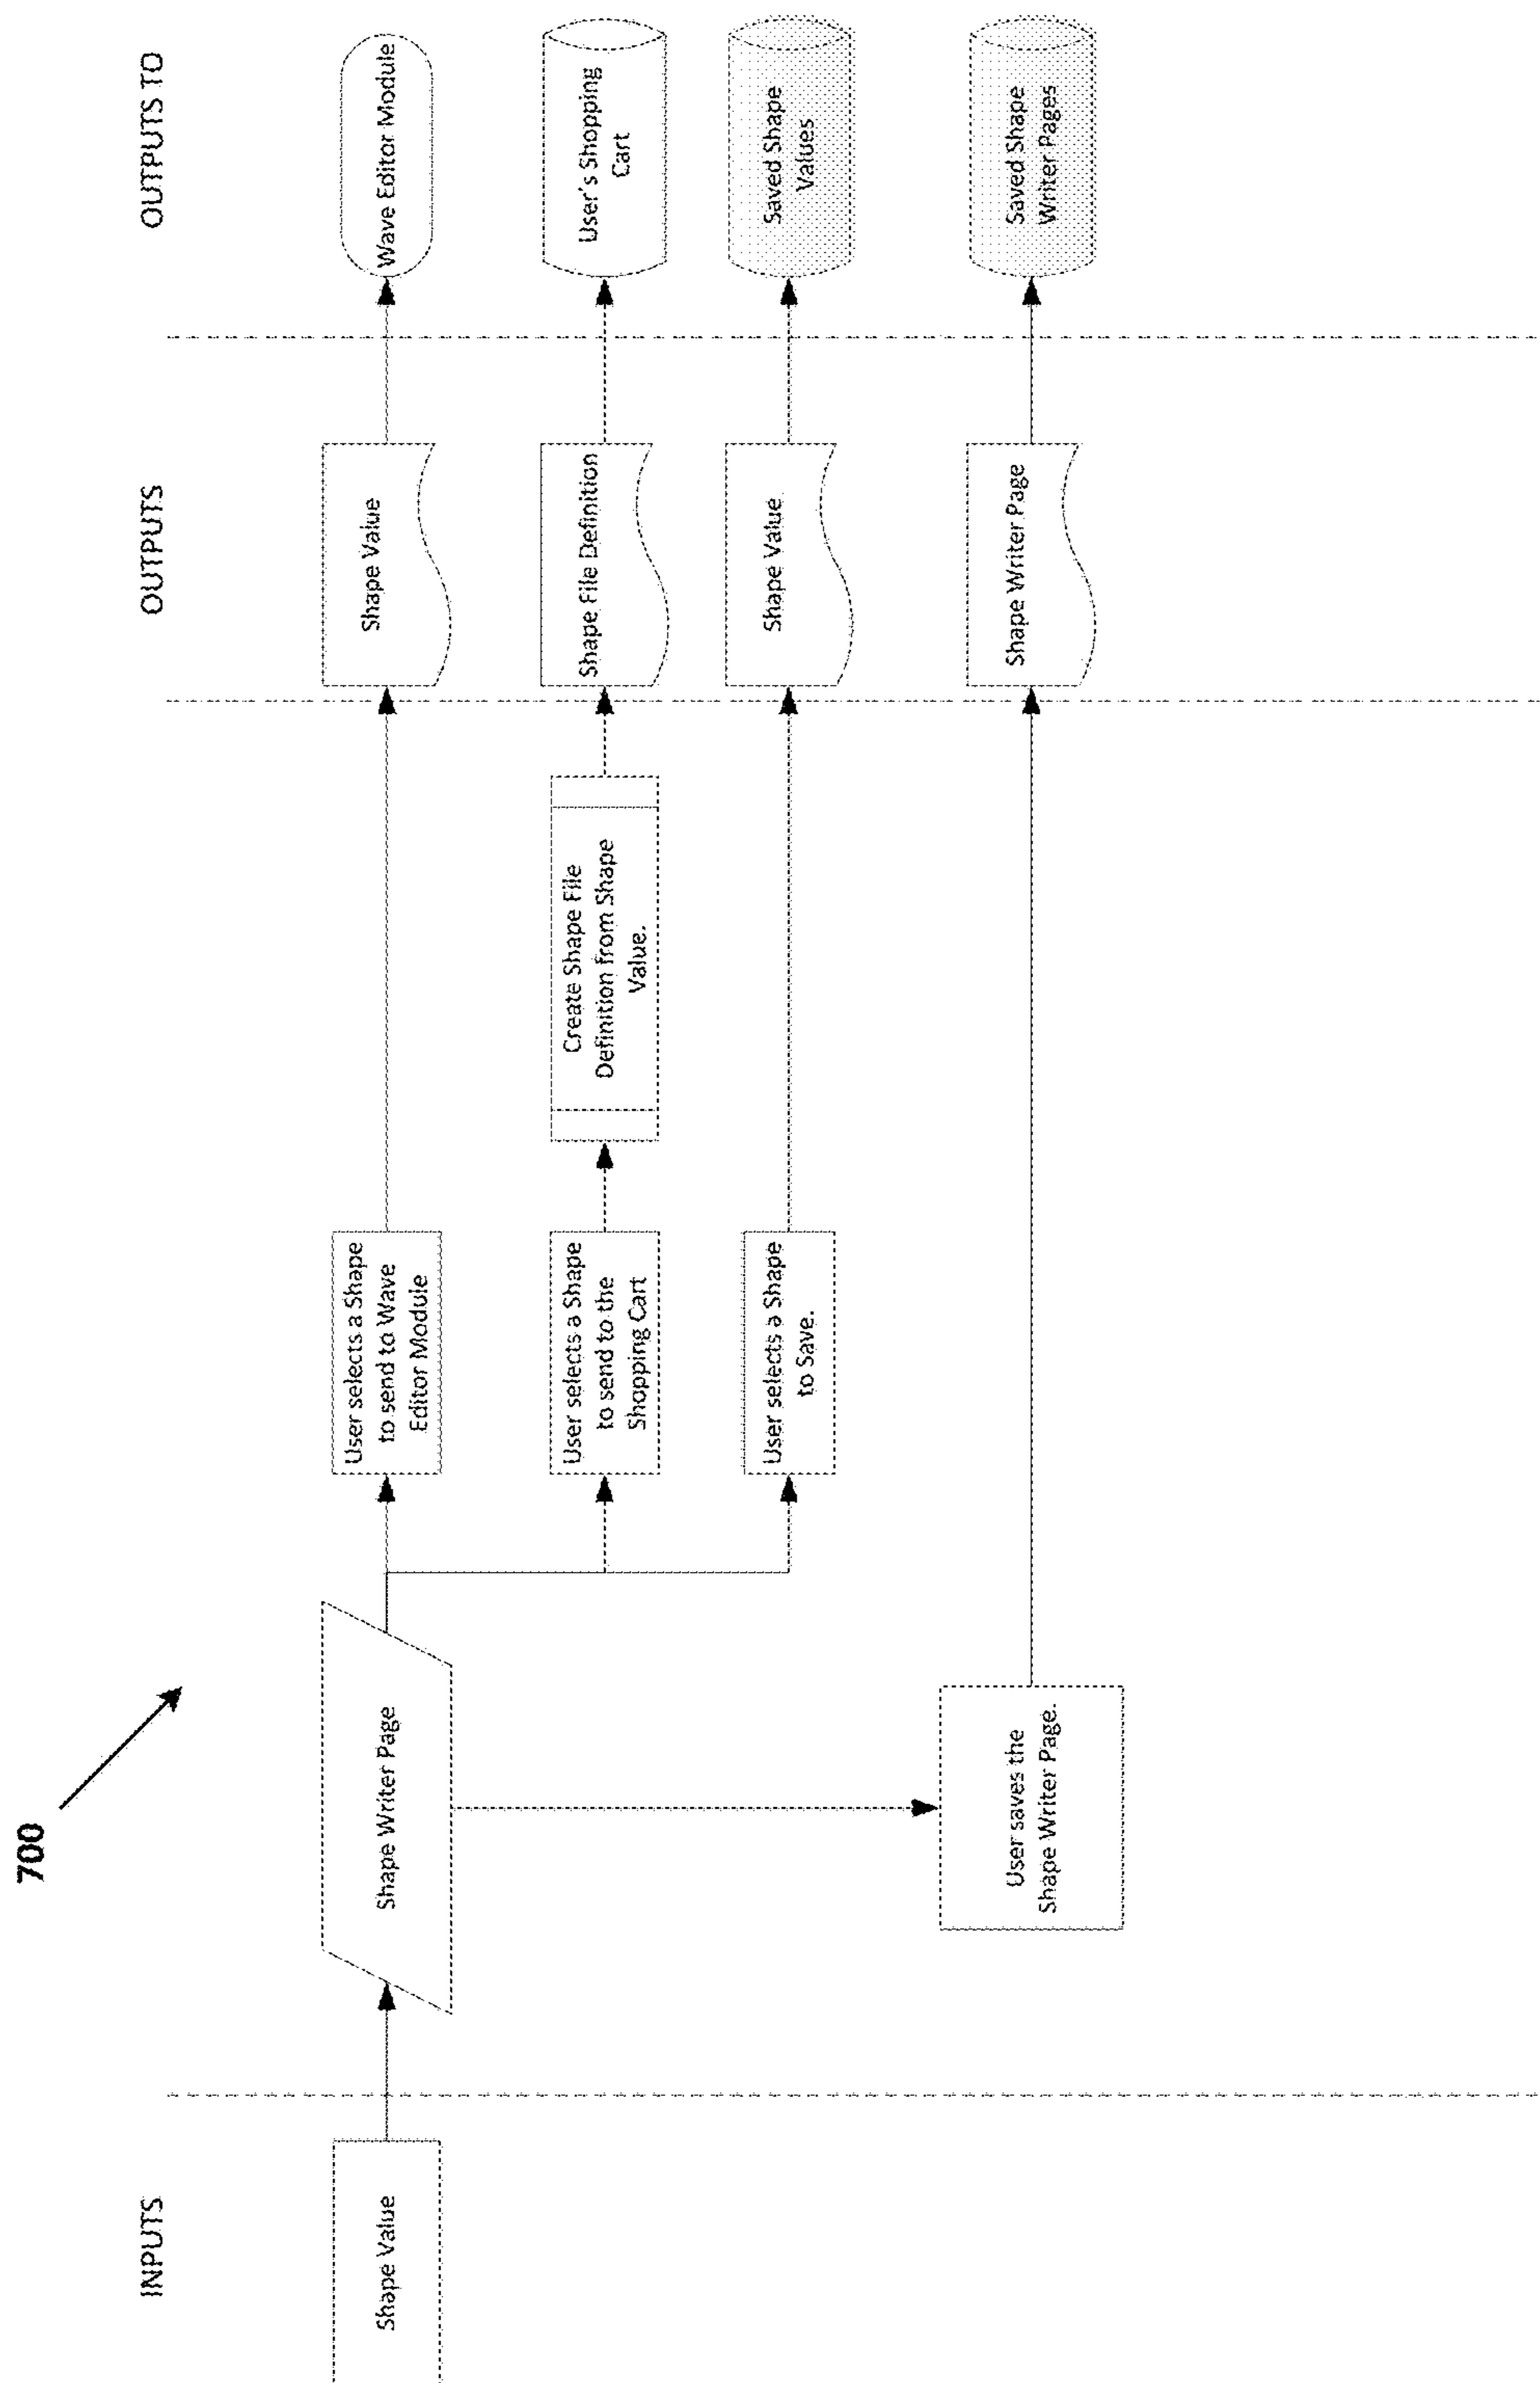 700
INPUTS
OUTPUTS
OUTPUTS TO
Shape Value
Shape Writer Page
User selects a Shape
to send to Wave
Editor Module
Shape Value
Wave Editor Module
User selects a Shape
to send to the
Shopping Cart
Create Shape File
Definition from Shape
Value.
Shape File Definition
User's Shopping
Cart
User selects a Shape
to Save.
Shape Value
Saved Shape
Values
User saves the
Shape Writer Page.
Shape Writer Page
Saved Shape
Writer Pages